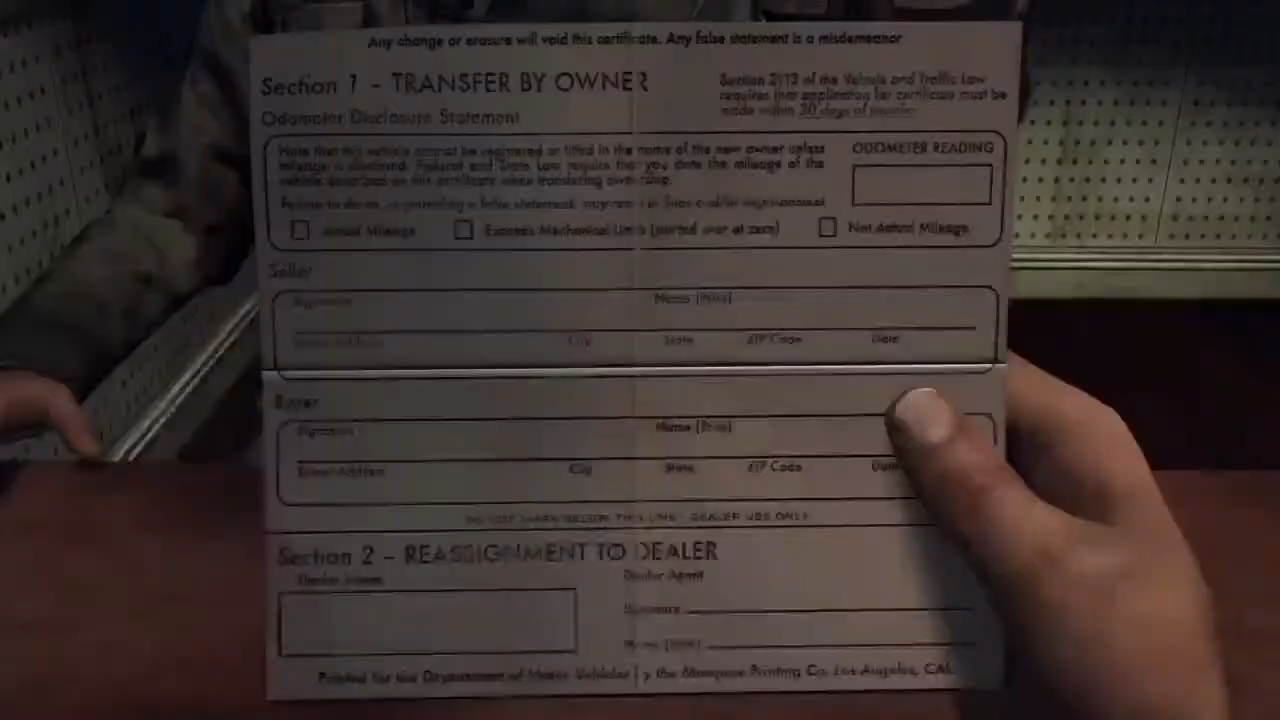 Any change or erasure will void this certificate. Any false statement is a misdemeanor
Section 1 - TRANSFER BY OWNER
Section 2113 of the Vehicle and Traffic Law
requires that application for certificate must be
made within 30 days of
Odometer Disclosure Statement
Note that this vehicle cannot be registered or titled in the name of the new owner unless
mileage is disclosed. Federal and State Law require that you state the mileage of the
vehicle described on this certificate when transferring ownership.
ODOMETER READING
Failure to do so, or providing a false statement, may result in fines and/or imprisonment
Actual Mileage
Exceeds Mechanical Limits (started over at zero)
Not Actual Mileage
Seller
Signature
Name (Print)
Street Address
City
State
ZIP Code
Date
Buyer
Signature
Name (Print)
Street Address
City
State
ZIP Code
Date
DO NOT MARK BELOW THIS LINE - DEALER USE ONLY
Section 2 - REASSIGNMENT TO DEALER
Dealer
Dealer Agent
Signature
Name (Print)
Printed for the Department of Motor Vehicles by the Printing Co. Los Angeles, CAL